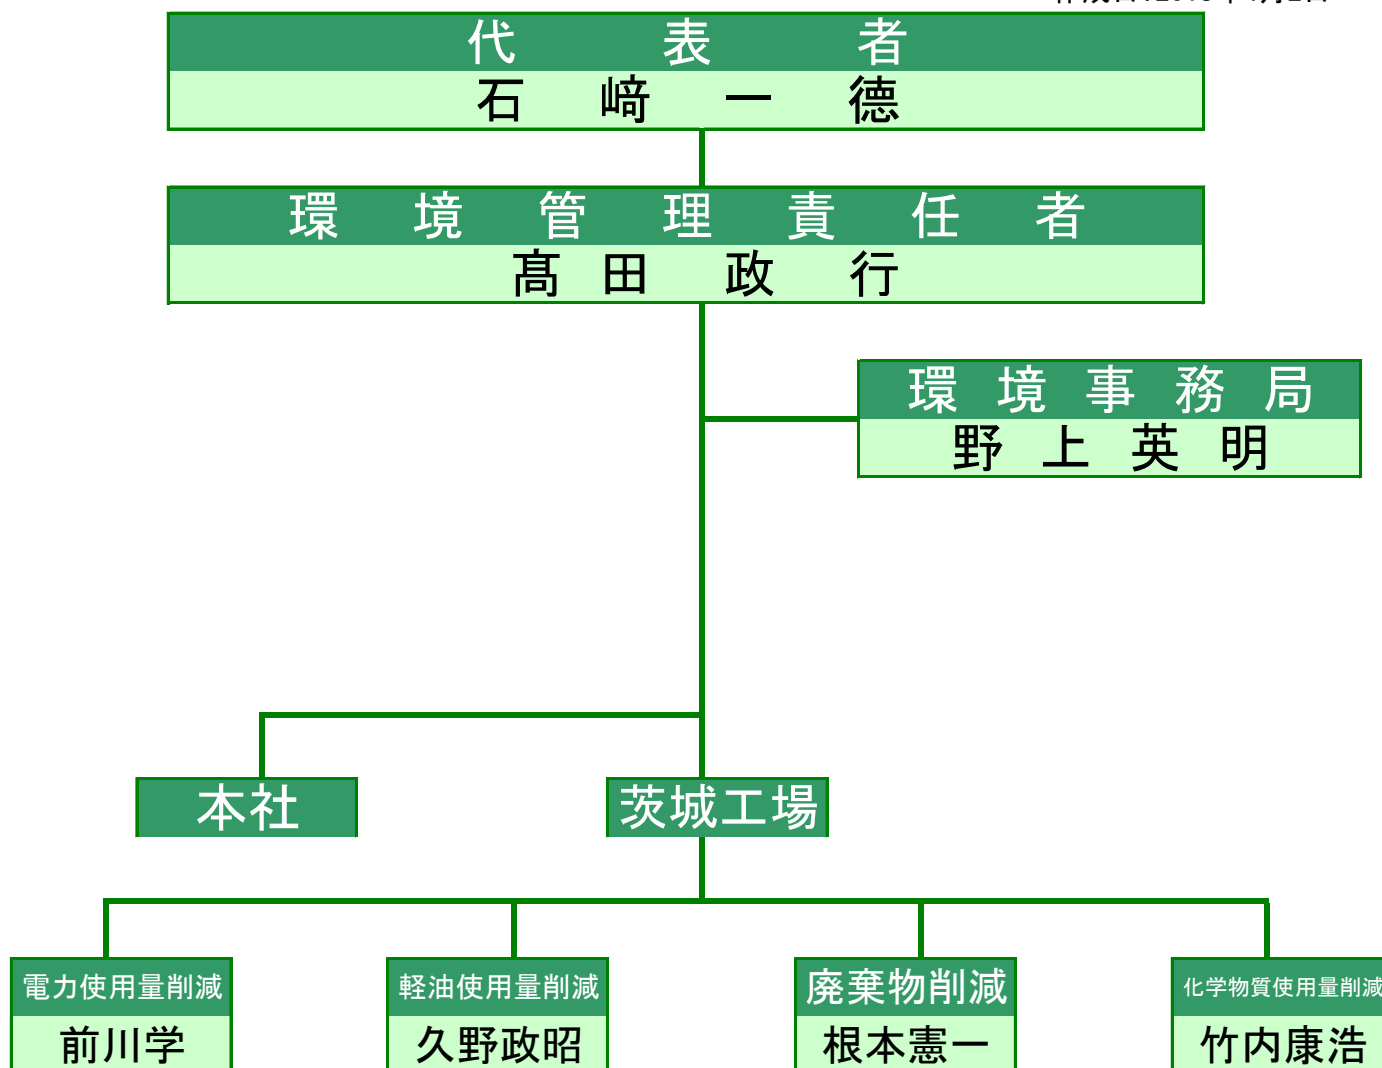 代表者
石﨑一德
環境管理責任者
髙田政行
環境事務局
野上英明
本社
茨城工場
電力使用量削減
軽油使用量削減
廃棄物削減
化学物質使用量削減
前川学
久野政昭
根本憲一
竹内康浩